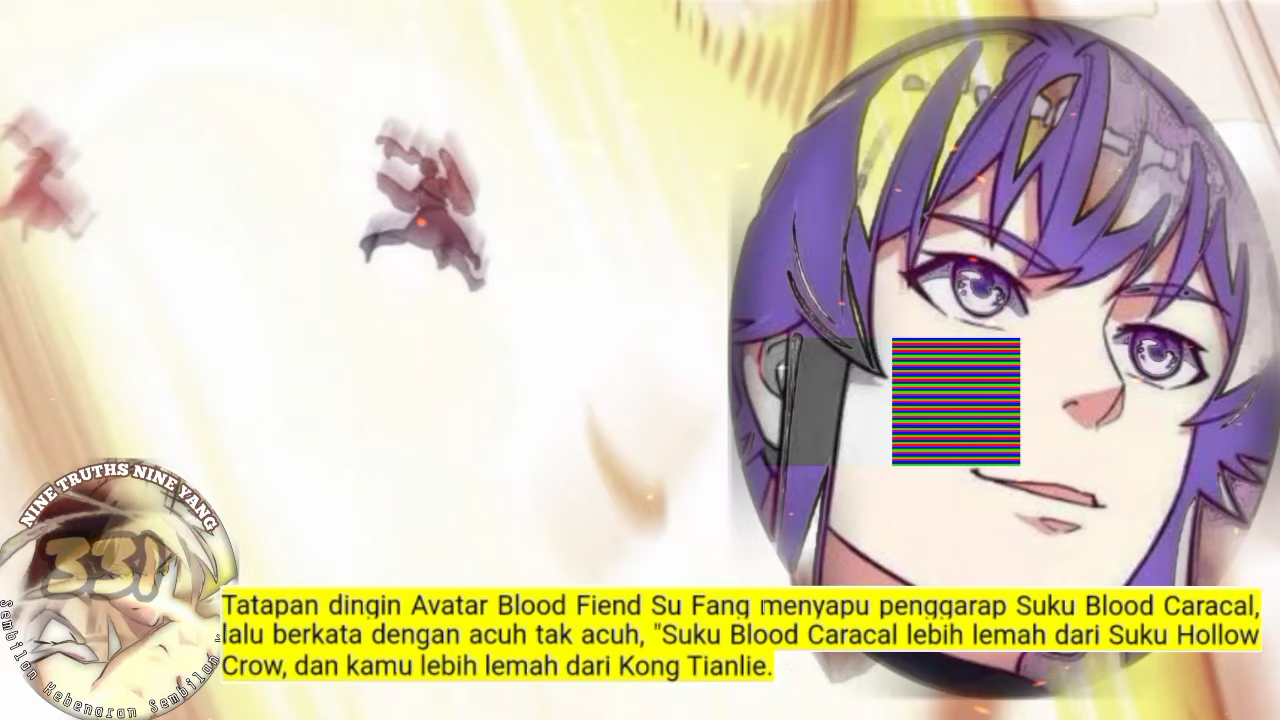 NINE TRUTHS NINE YANG
331
Sembilan Kebenaran Sembilan
Tatapan dingin Avatar Blood Fiend Su Fang menyapu penggarap Suku Blood Caracal,
lalu berkata dengan acuh tak acuh, "Suku Blood Caracal lebih lemah dari Suku Hollow
Crow, dan kamu lebih lemah dari Kong Tianlie.